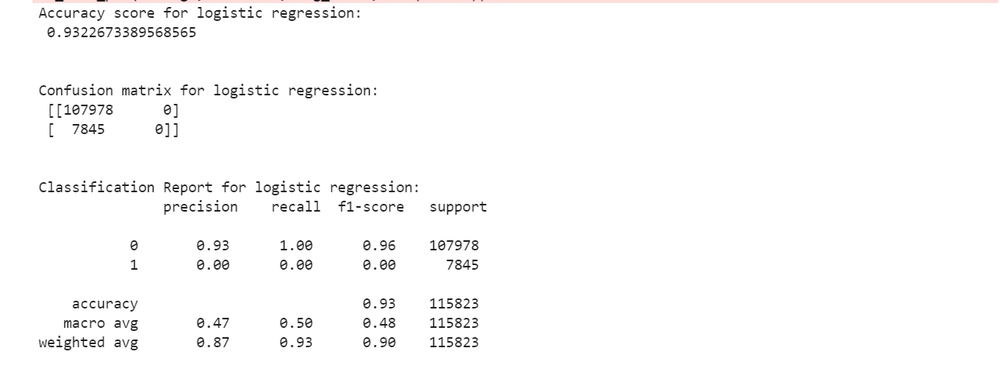 Accuracy score for logistic regression:
0.9322673389568565
Confusion matrix for logistic regression:
[[107978      0]
[  7845      0]]
Classification Report for logistic regression:
precision    recall  f1-score   support
0       0.93      1.00      0.96    107978
1       0.00      0.00      0.00      7845
accuracy                           0.93    115823
macro avg       0.47      0.50      0.48    115823
weighted avg       0.87      0.93      0.90    115823